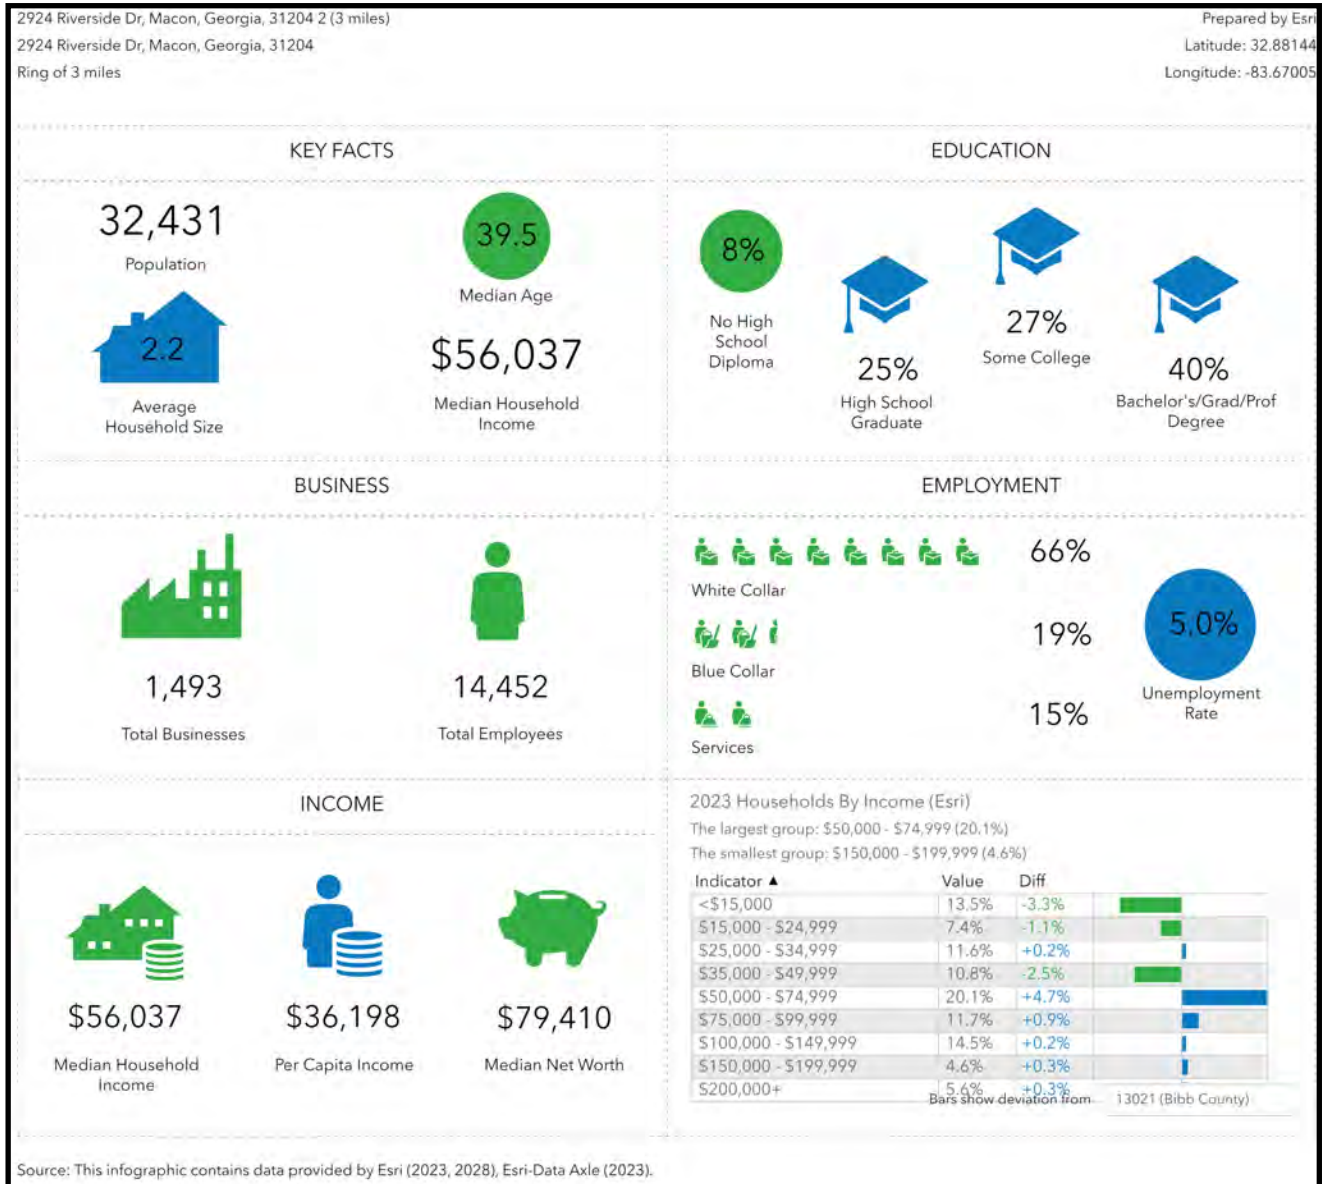 2924 Riverside Dr, Macon, Georgia, 31204 2 (3 miles)
Prepared by Esri
2924 Riverside Dr, Macon, Georgia, 31204
Latitude: 32.88144
Ring of 3 miles
Longitude: -83.67005
KEY FACTS
32,431
Population
39.5
Median Age
2.2
Average
Household Size
$56,037
Median Household
Income
EDUCATION
8%
No High
School
Diploma
25%
High School
Graduate
27%
Some College
40%
Bachelor's/Grad/Prof
Degree
BUSINESS
1,493
Total Businesses
14,452
Total Employees
EMPLOYMENT
66%
White Collar
19%
Blue Collar
15%
Services
5.0%
Unemployment
Rate
INCOME
$56,037
Median Household
Income
$36,198
Per Capita Income
$79,410
Median Net Worth
2023 Households By Income (Esri)
The largest group: $50,000 - $74,999 (20.1%)
The smallest group: $150,000 - $199,999 (4.6%)
Indicator ▲ Value Diff
<$15,000 13.5% -3.3%
$15,000 - $24,999 7.4% -1.1%
$25,000 - $34,999 11.6% +0.2%
$35,000 - $49,999 10.8% -2.5%
$50,000 - $74,999 20.1% +4.7%
$75,000 - $99,999 11.7% +0.9%
$100,000 - $149,999 14.5% +0.2%
$150,000 - $199,999 4.6% +0.3%
$200,000+ 5.6% +0.3%
Bars show deviation from 13021 (Bibb County)
Source: This infographic contains data provided by Esri (2023, 2028), Esri-Data Axle (2023).